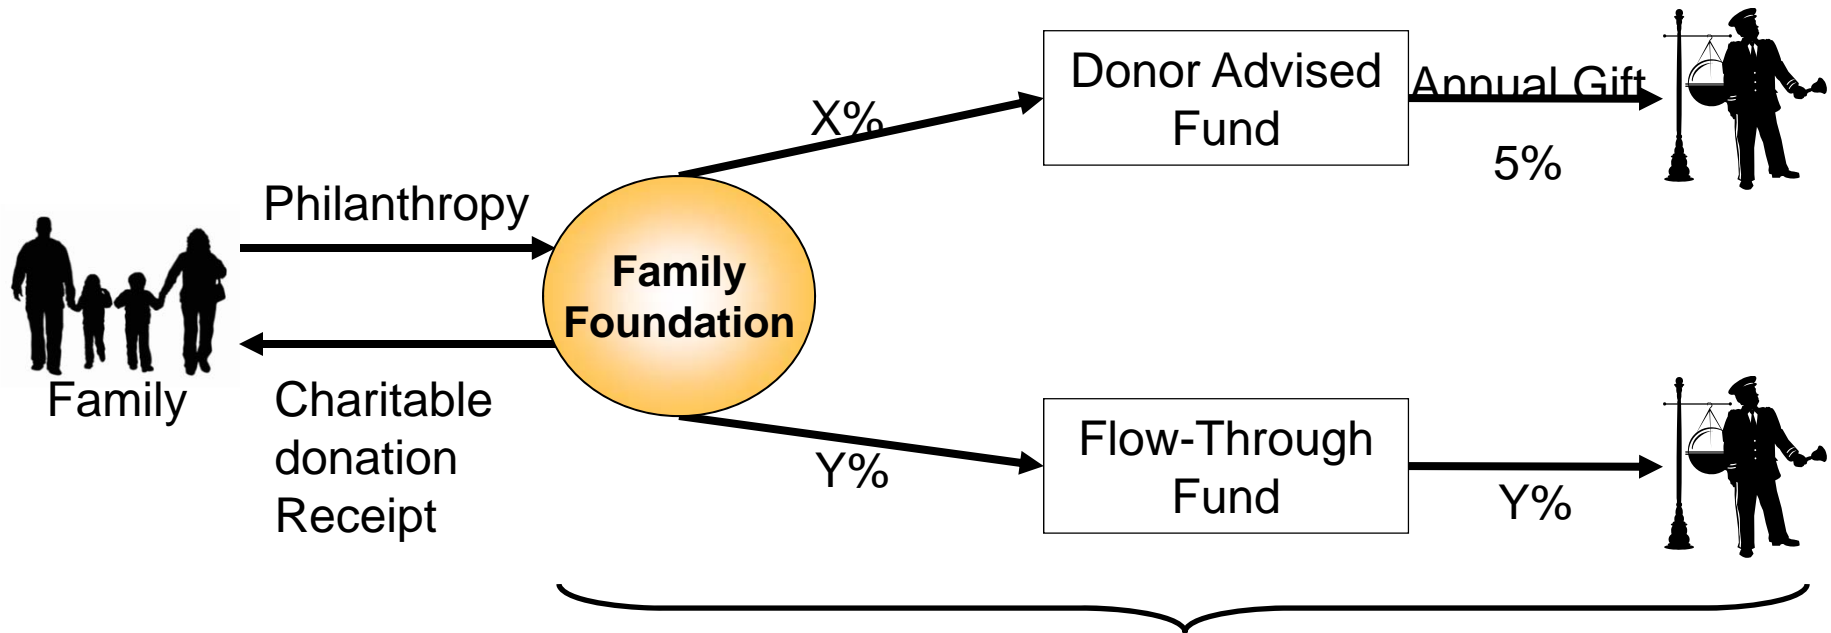 Philanthropy
Family
Charitable
donation
Receipt
Family
Foundation
X%
Y%
Donor Advised
Fund
Annual Gift
5%
Flow-Through
Fund
Y%